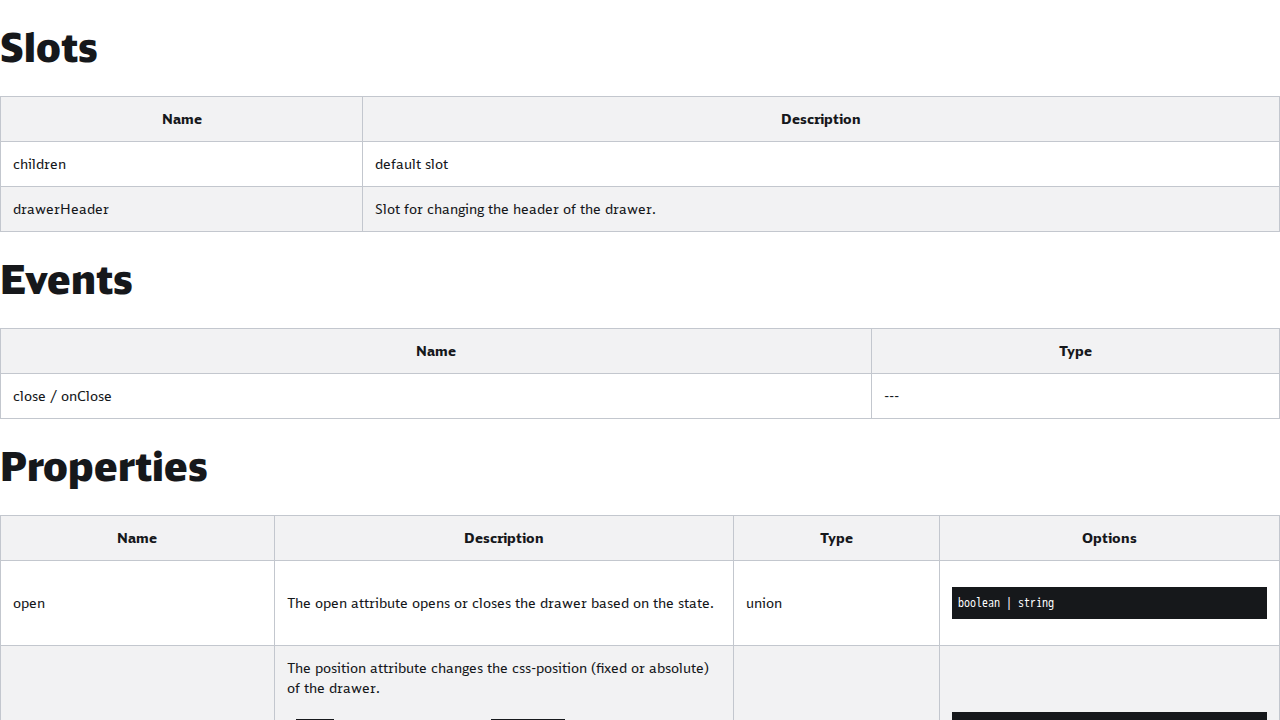 Slots
Name Description
children default slot
drawerHeader Slot for changing the header of the drawer.
Events
Name Type
close / onClose ---
Properties
Name Description Type Options
open The open attribute opens or closes the drawer based on the state. union boolean | string
The position attribute changes the css-position (fixed or absolute)
of the drawer.